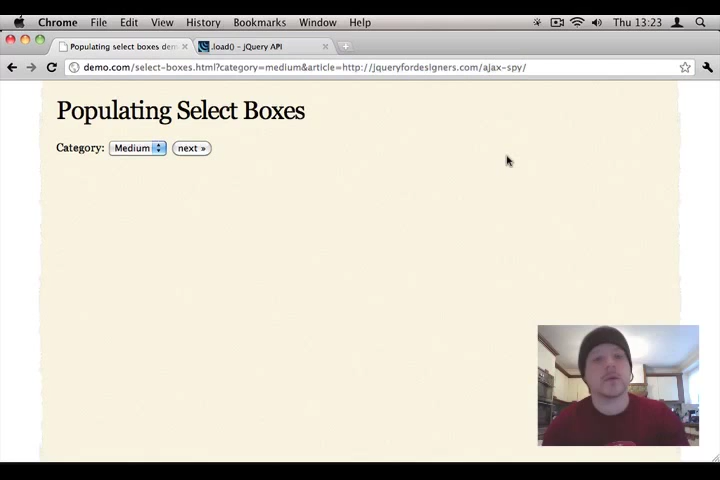 Chrome File Edit View History Bookmarks Window Help Thu 13:23
Populating select boxes dem
.load() – jQuery API
demo.com/select-boxes.html?category=medium&article=http://jqueryfordesigners.com/ajax-spy/
Populating Select Boxes
Category: Medium next »